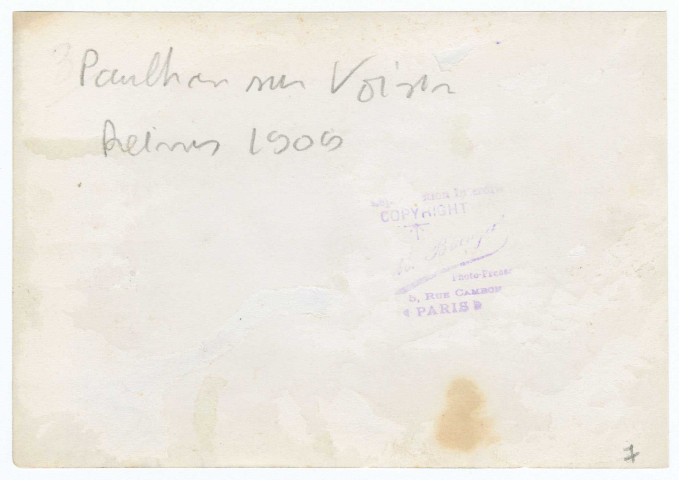 Paulhan sur Voisin
Reims 1909
COPYRIGHT
Photo-Presse
5, RUE CAMBON
PARIS
7